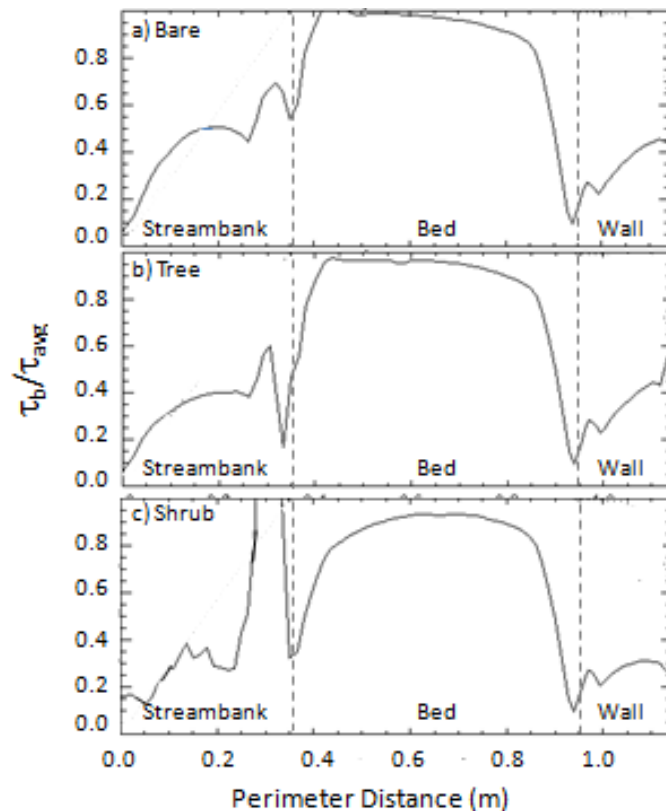 a) Bare
0.8
0.6
0.4
0.2
0.0
Streambank Bed Wall
b) Tree
0.8
0.6
0.4
0.2
0.0
Streambank Bed Wall
c) Shrub
0.8
0.6
0.4
0.2
0.0
Streambank Bed Wall
0.0 0.2 0.4 0.6 0.8 1.0
Perimeter Distance (m)
τb/τavg